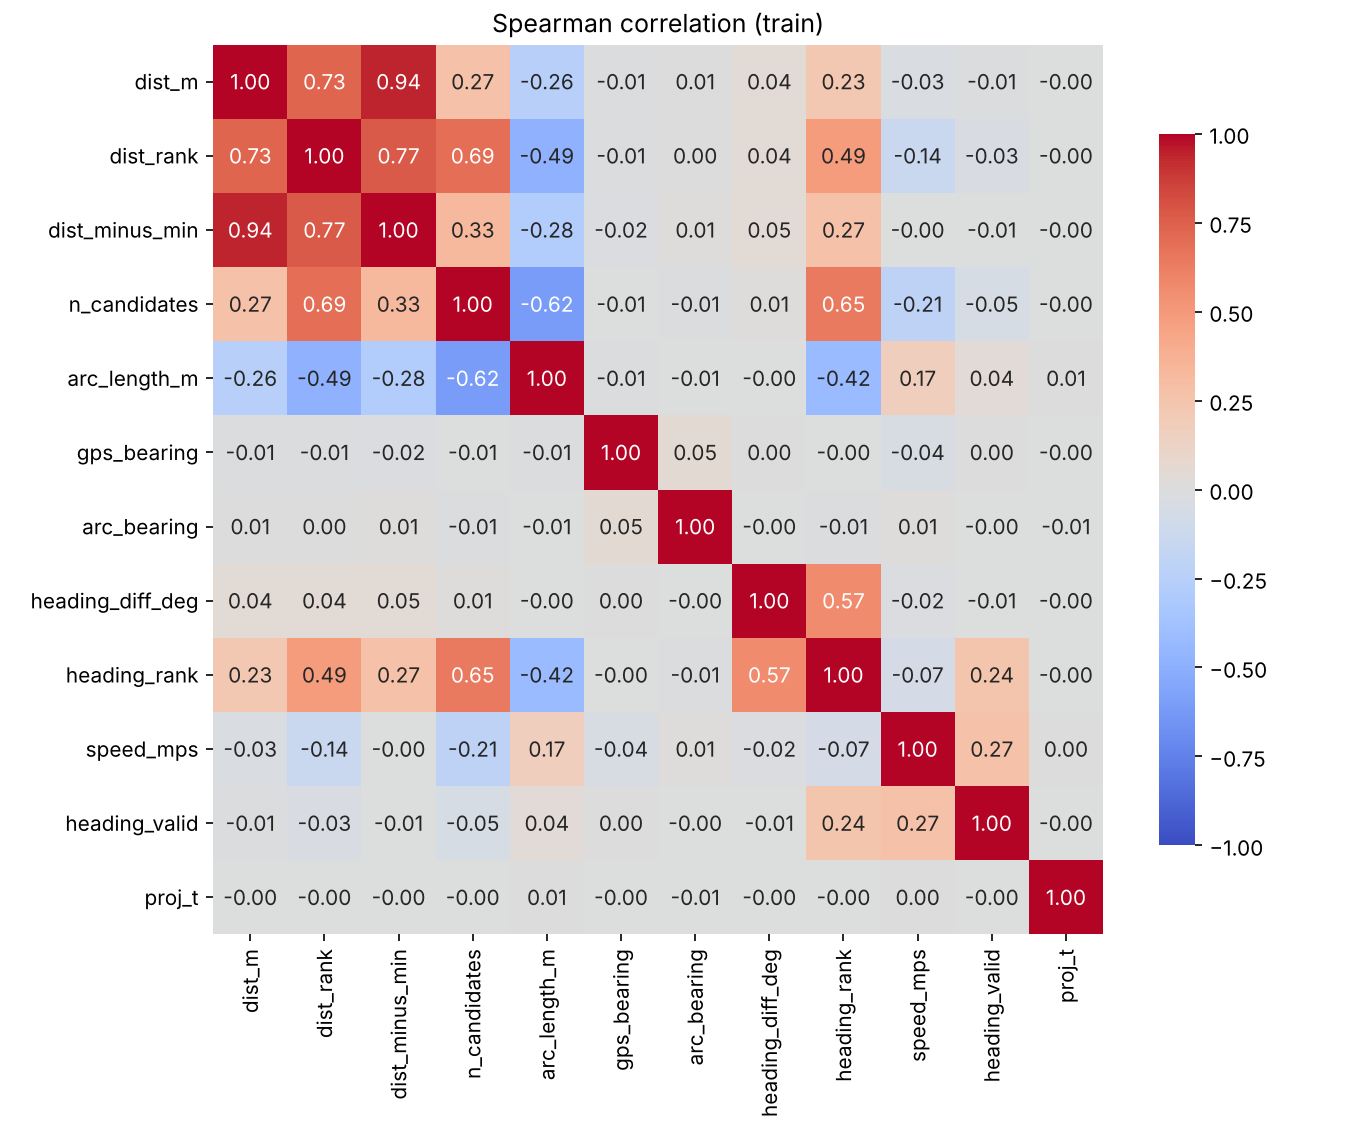 Spearman correlation (train)
dist_m 1.00 0.73 0.94 0.27 -0.26 -0.01 0.01 0.04 0.23 -0.03 -0.01 -0.00
dist_rank 0.73 1.00 0.77 0.69 -0.49 -0.01 0.00 0.04 0.49 -0.14 -0.03 -0.00
dist_minus_min 0.94 0.77 1.00 0.33 -0.28 -0.02 0.01 0.05 0.27 -0.00 -0.01 -0.00
n_candidates 0.27 0.69 0.33 1.00 -0.62 -0.01 -0.01 0.01 0.65 -0.21 -0.05 -0.00
arc_length_m -0.26 -0.49 -0.28 -0.62 1.00 -0.01 -0.01 -0.00 -0.42 0.17 0.04 0.01
gps_bearing -0.01 -0.01 -0.02 -0.01 -0.01 1.00 0.05 0.00 -0.00 -0.04 0.00 -0.00
arc_bearing 0.01 0.00 0.01 -0.01 -0.01 0.05 1.00 -0.00 -0.01 0.01 -0.00 -0.01
heading_diff_deg 0.04 0.04 0.05 0.01 -0.00 0.00 -0.00 1.00 0.57 -0.02 -0.01 -0.00
heading_rank 0.23 0.49 0.27 0.65 -0.42 -0.00 -0.01 0.57 1.00 -0.07 0.24 -0.00
speed_mps -0.03 -0.14 -0.00 -0.21 0.17 -0.04 0.01 -0.02 -0.07 1.00 0.27 0.00
heading_valid -0.01 -0.03 -0.01 -0.05 0.04 0.00 -0.00 -0.01 0.24 0.27 1.00 -0.00
proj_t -0.00 -0.00 -0.00 -0.00 0.01 -0.00 -0.01 -0.00 -0.00 0.00 -0.00 1.00
dist_m dist_rank dist_minus_min n_candidates arc_length_m gps_bearing arc_bearing heading_diff_deg heading_rank speed_mps heading_valid proj_t
1.00
0.75
0.50
0.25
0.00
−0.25
−0.50
−0.75
−1.00